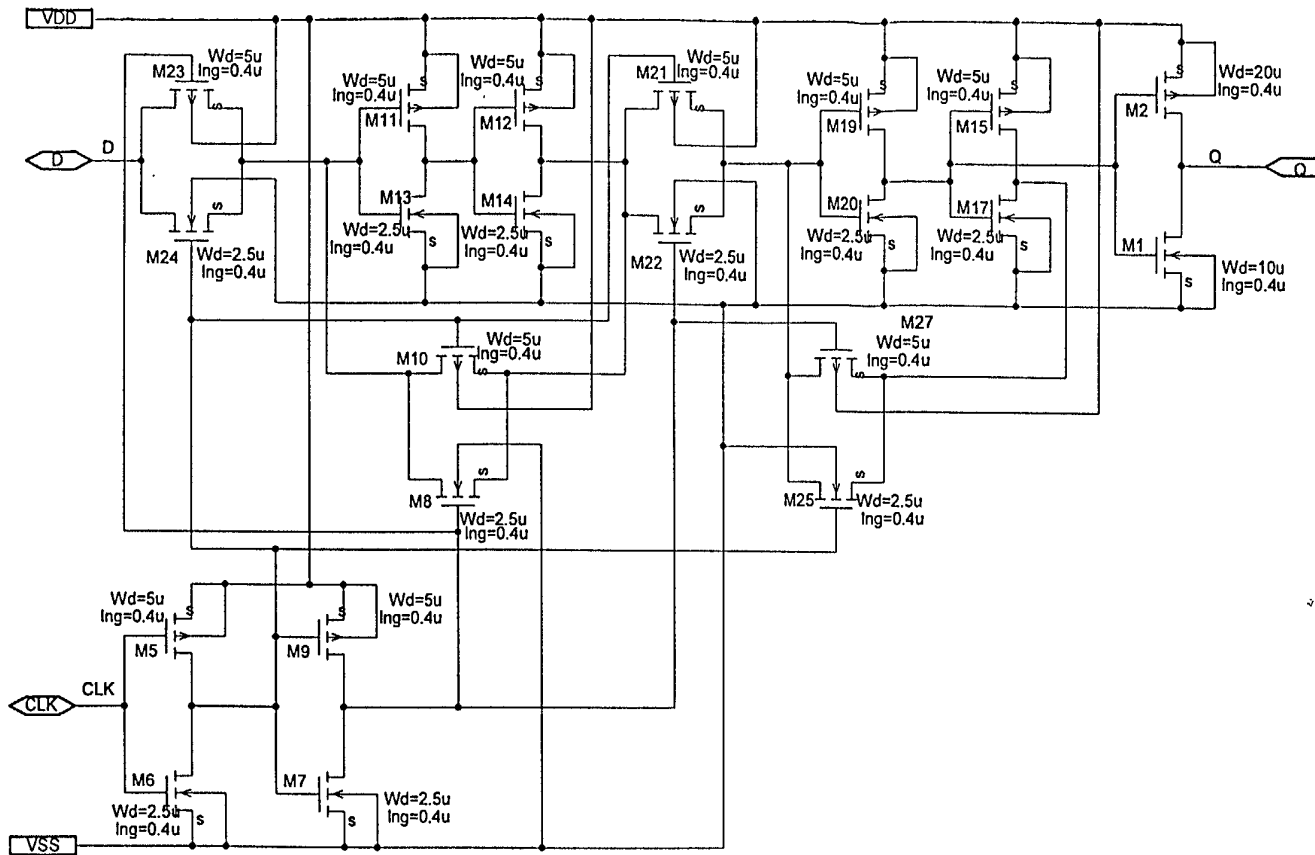 VDD
M23
Wd=5u
lng=0.4u
S
D
D
S
M24
Wd=2.5u
lng=0.4u
Wd=5u
lng=0.4u
S
M11
M13
Wd=2.5u
lng=0.4u
S
Wd=5u
lng=0.4u
S
M12
M14
Wd=2.5u
lng=0.4u
S
M21
Wd=5u
lng=0.4u
S
S
M22
Wd=2.5u
lng=0.4u
Wd=5u
lng=0.4u
S
M19
M20
Wd=2.5u
lng=0.4u
S
Wd=5u
lng=0.4u
S
M15
M17
Wd=2.5u
lng=0.4u
S
M2
S
Wd=20u
lng=0.4u
Q
Q
M1
Wd=10u
lng=0.4u
S
M10
Wd=5u
lng=0.4u
S
M27
Wd=5u
lng=0.4u
S
M8
S
Wd=2.5u
lng=0.4u
M25
S
Wd=2.5u
lng=0.4u
Wd=5u
lng=0.4u
S
M5
S
Wd=5u
lng=0.4u
M9
CLK
CLK
M6
Wd=2.5u
lng=0.4u
S
M7
Wd=2.5u
lng=0.4u
S
VSS